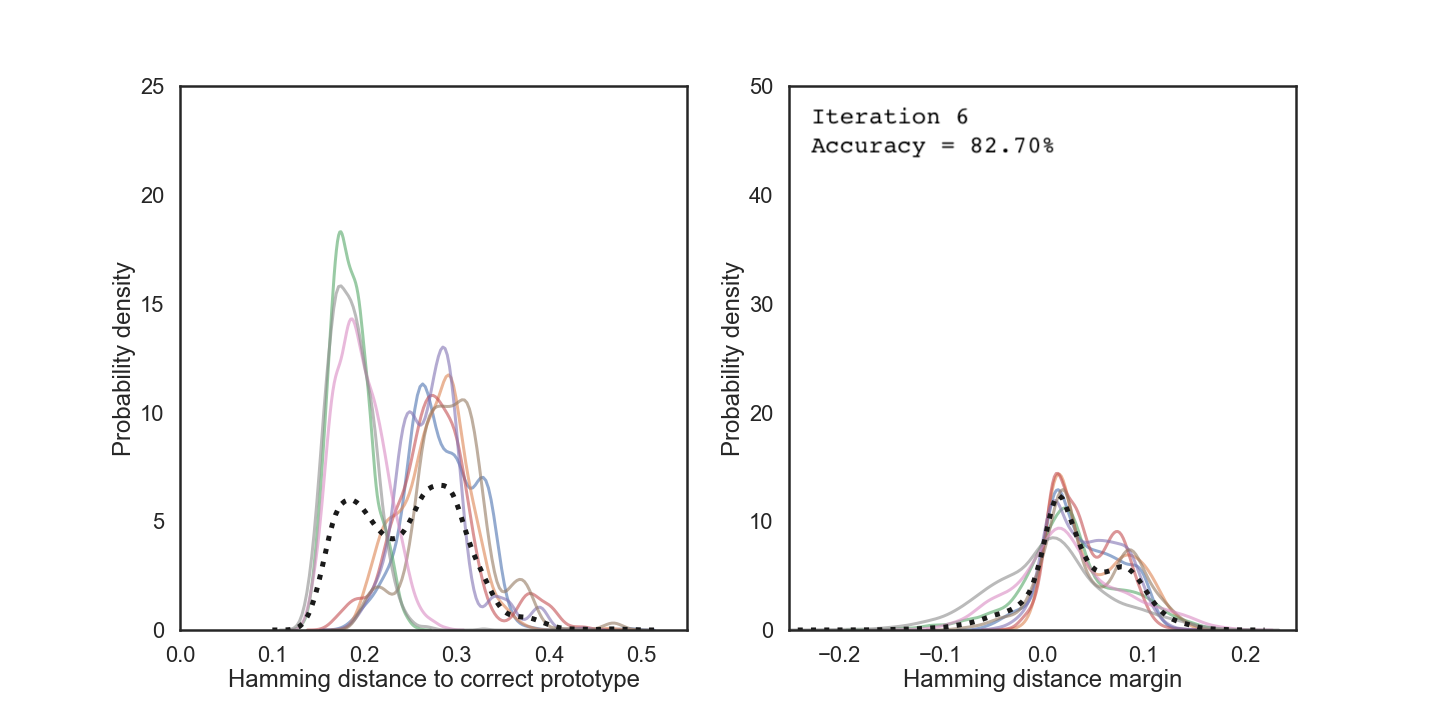 25
20
15
10
5
0
0.0 0.1 0.2 0.3 0.4 0.5
Probability density
Hamming distance to correct prototype
Iteration 6
Accuracy = 82.70%
50
40
30
20
10
0
−0.2 −0.1 0.0 0.1 0.2
Probability density
Hamming distance margin